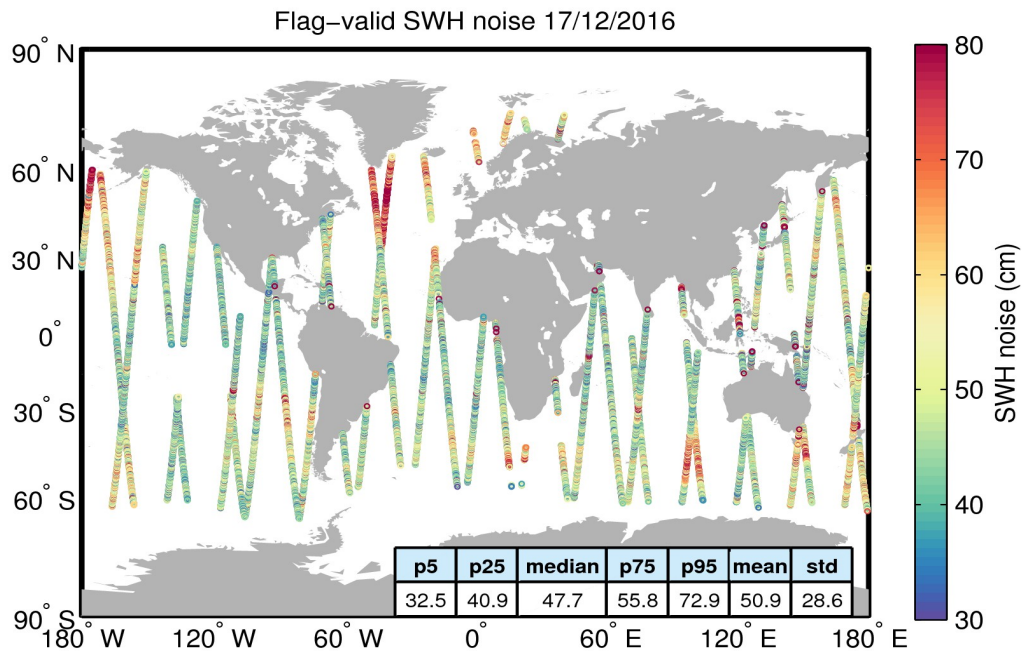 Flag−valid SWH noise 17/12/2016
90° N
60° N
30° N
0°
30° S
60° S
90° S
180° W
120° W
60° W
0°
60° E
120° E
180° E
p5 p25 median p75 p95 mean std
32.5 40.9 47.7 55.8 72.9 50.9 28.6
80
70
60
50
40
30
SWH noise (cm)